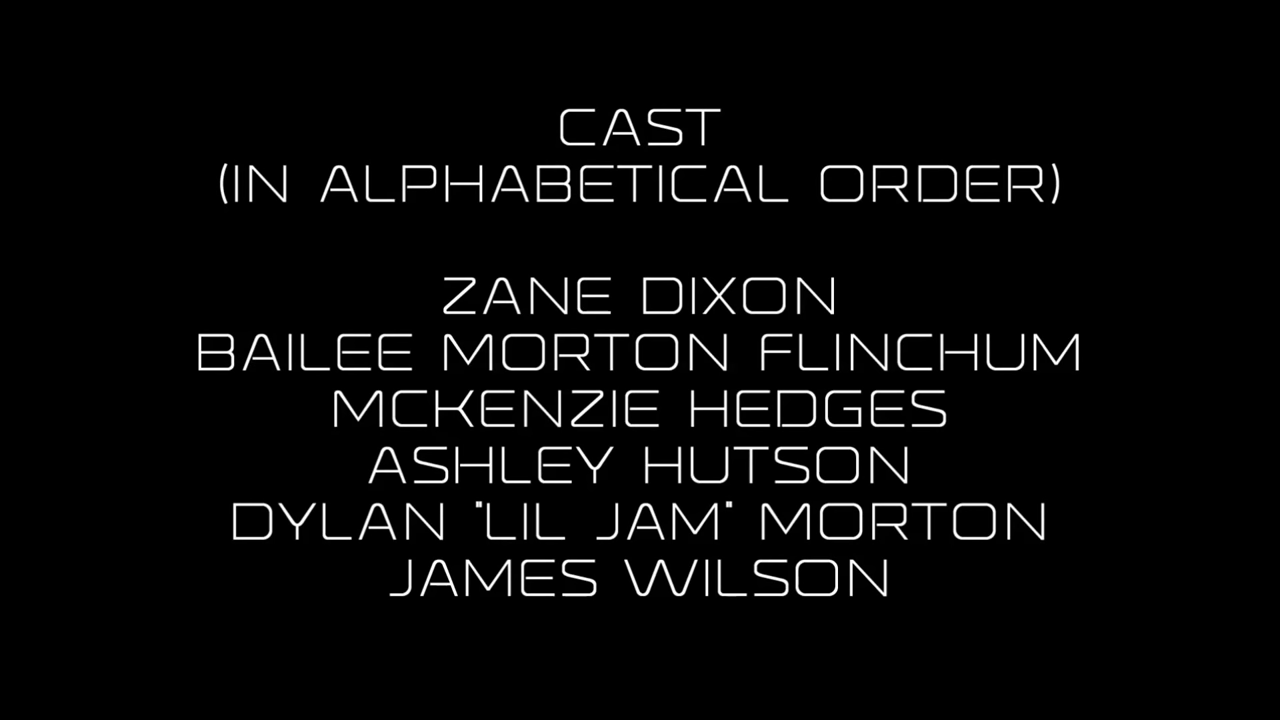 CAST
(IN ALPHABETICAL ORDER)
ZANE DIXON
BAILEE MORTON FLINCHUM
MCKENZIE HEDGES
ASHLEY HUTSON
DYLAN "LIL JAM" MORTON
JAMES WILSON